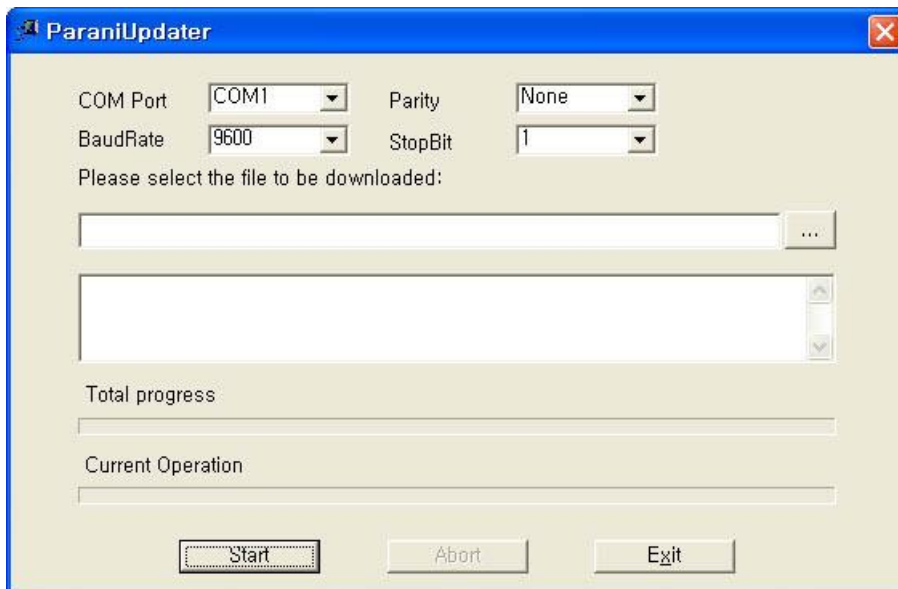 ParaniUpdater
COM Port COM1 Parity None
BaudRate 9600 StopBit 1
Please select the file to be downloaded:
...
Total progress
Current Operation
Start Abort Exit